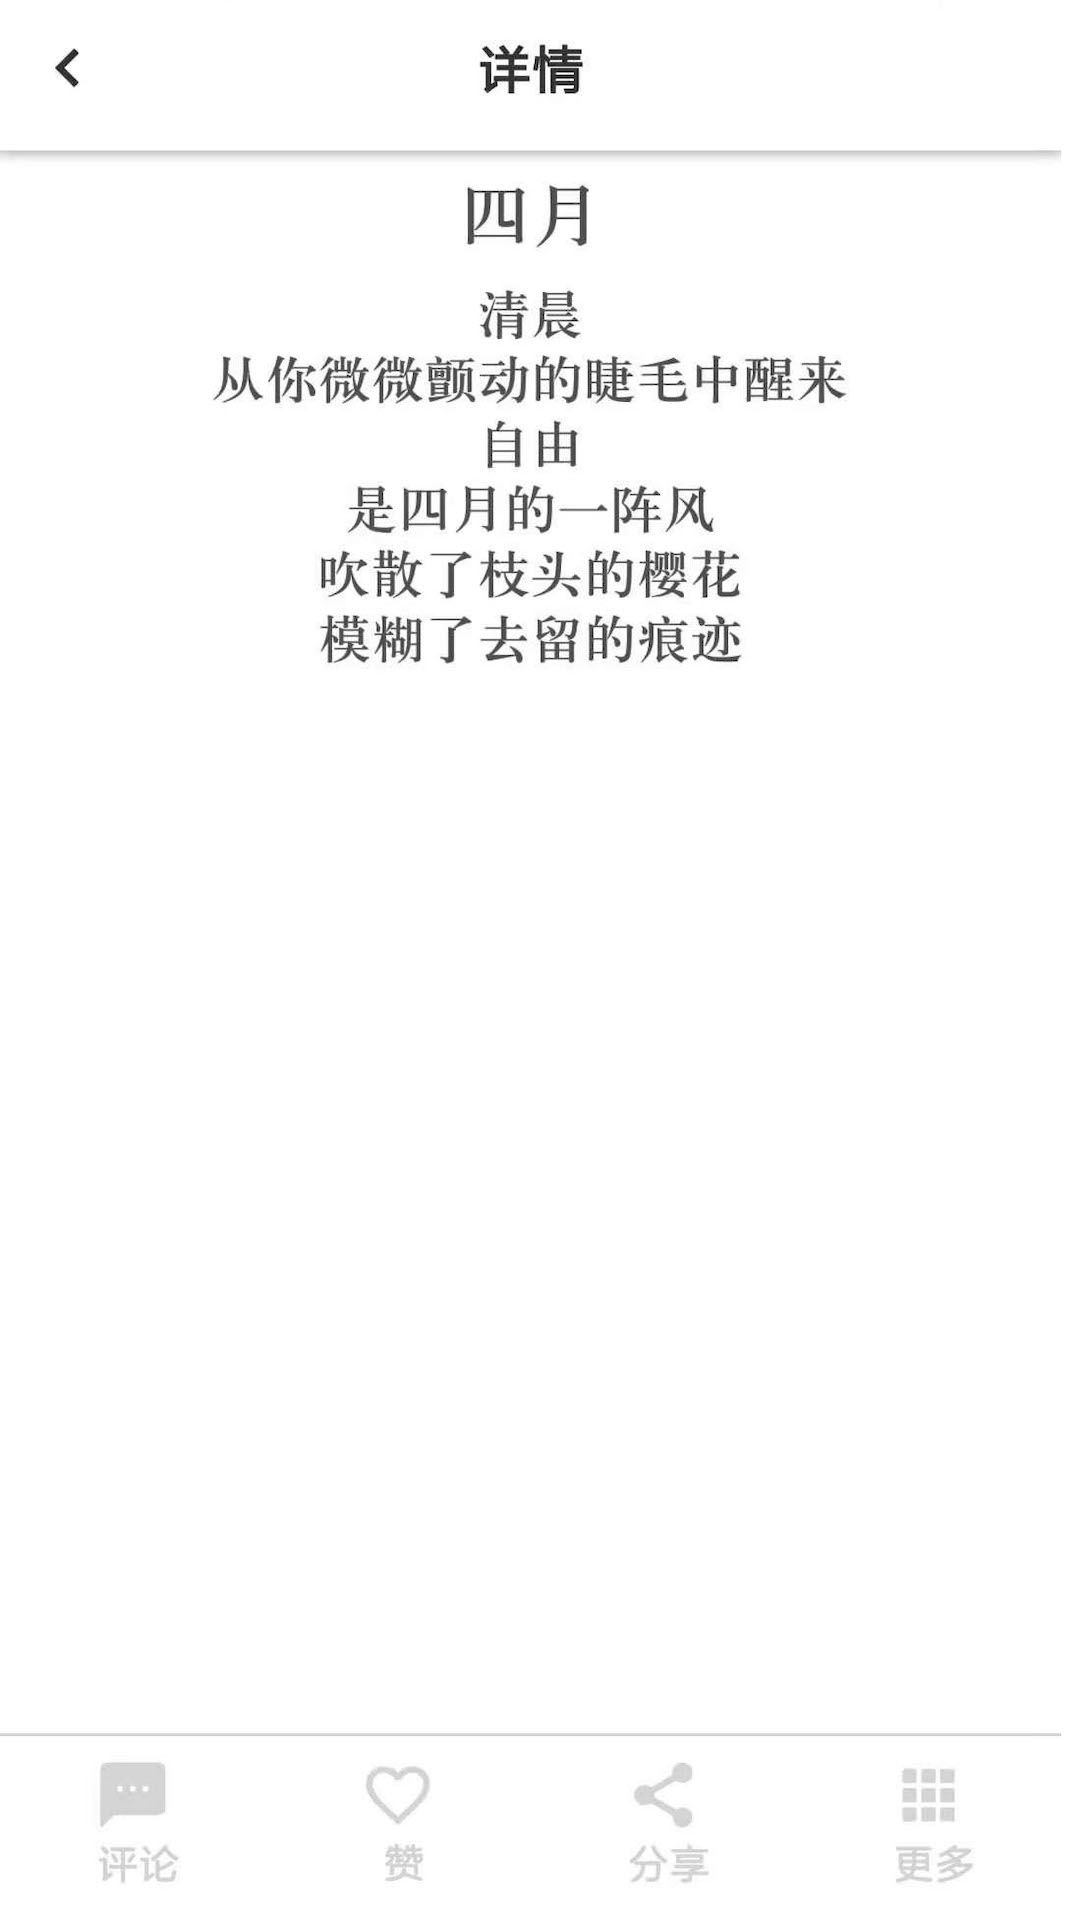 详情
四月
清晨
从你微微颤动的睫毛中醒来
自由
是四月的一阵风
吹散了枝头的樱花
模糊了去留的痕迹
评论
赞
分享
更多